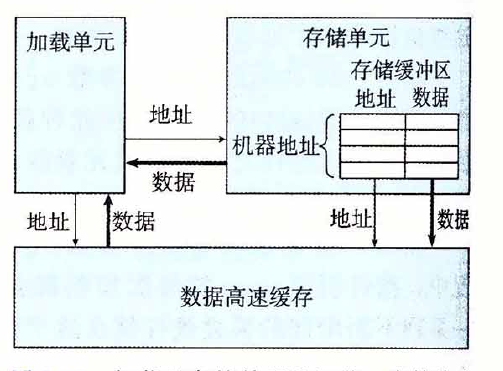 加载单元
存储单元
存储缓冲区
地址 数据
地址
机器地址
数据
地址 数据
地址 数据
数据高速缓存